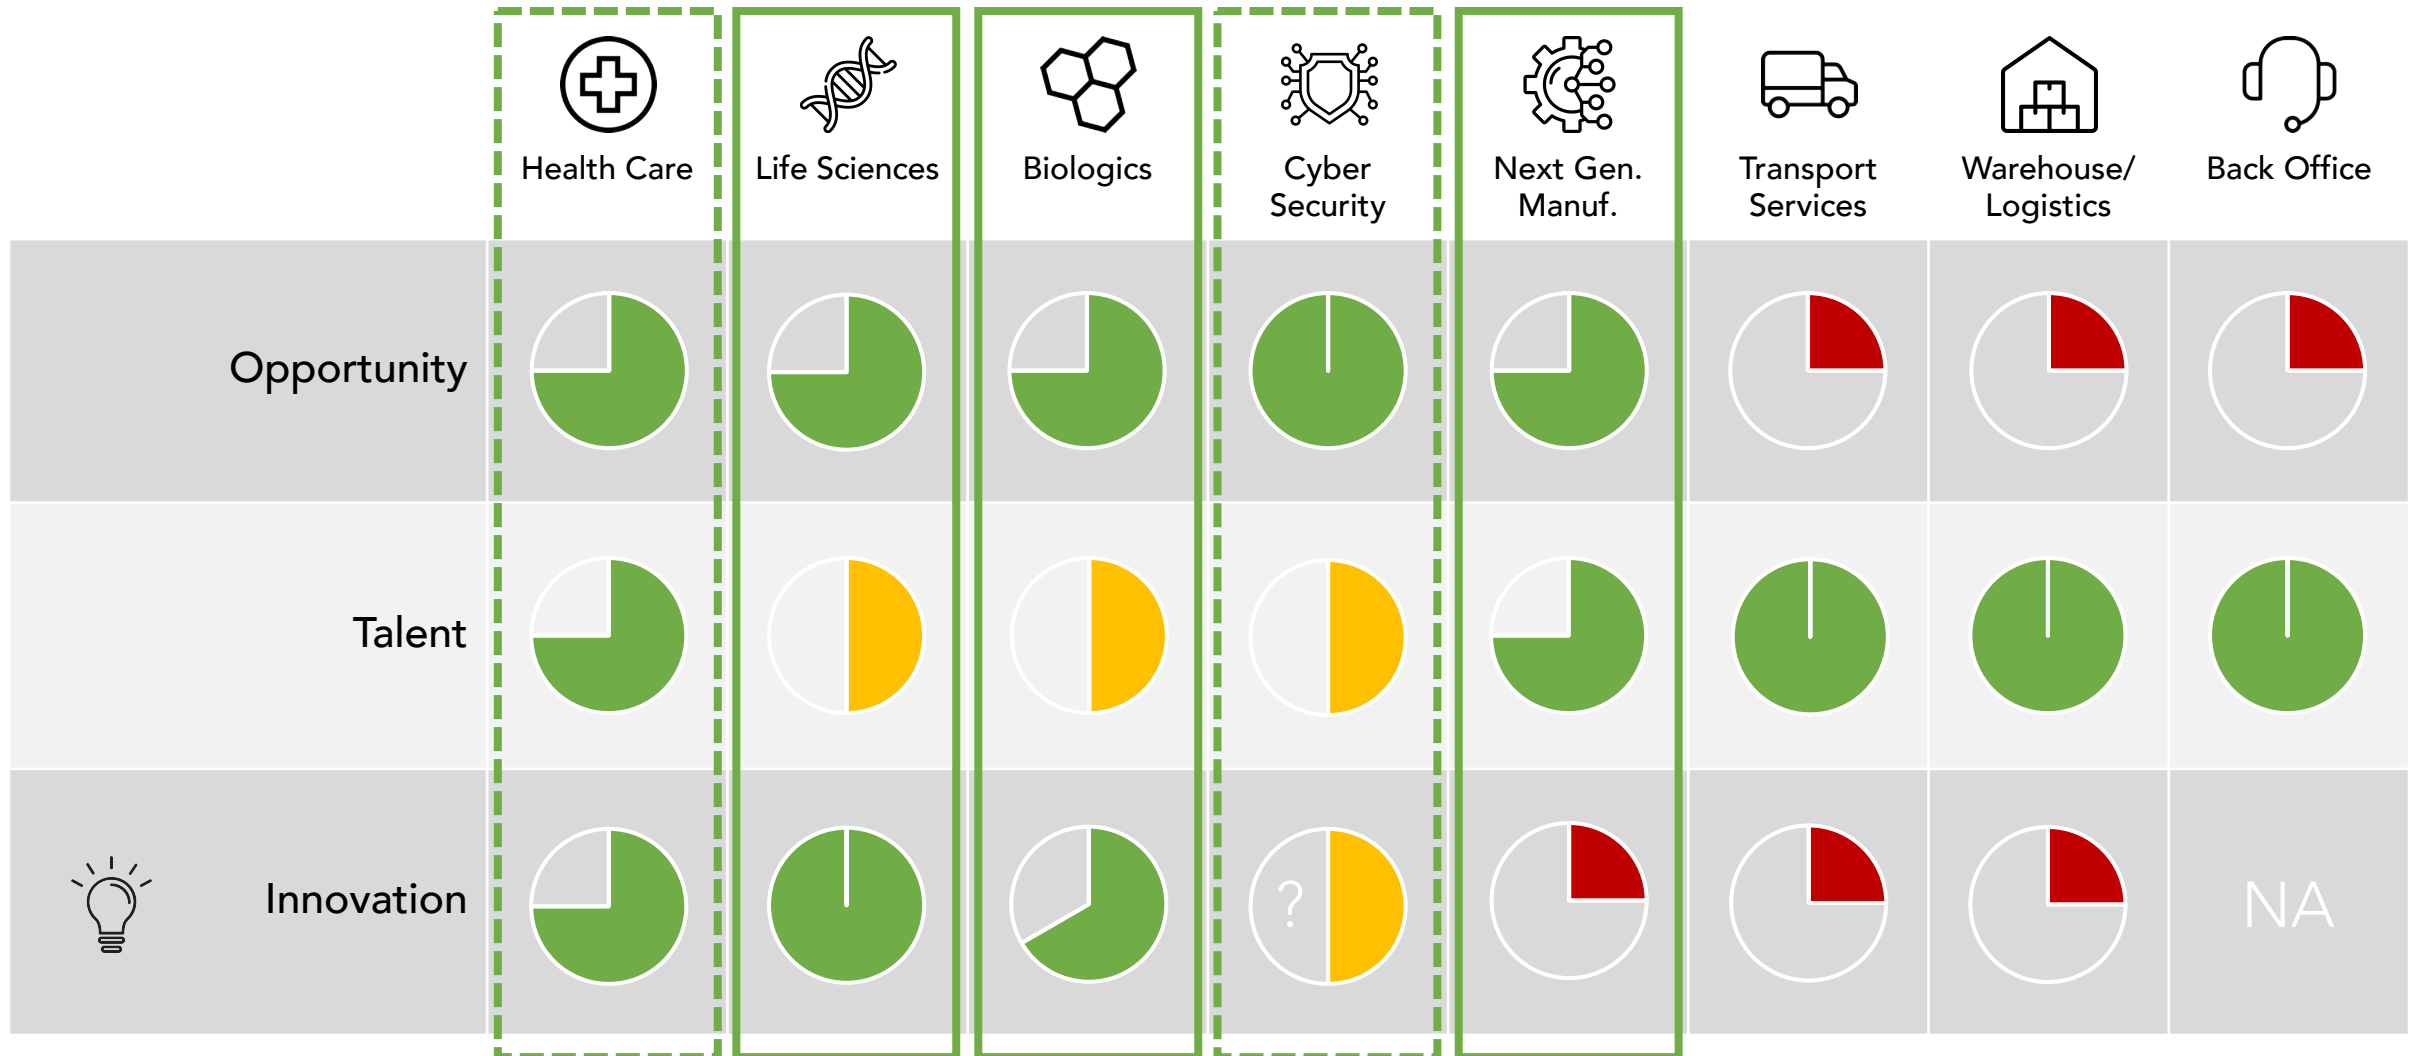 Health Care
Life Sciences
Biologics
Cyber
Security
Next Gen.
Manuf.
Transport
Services
Warehouse/
Logistics
Back Office
Opportunity
Talent
Innovation
?
NA